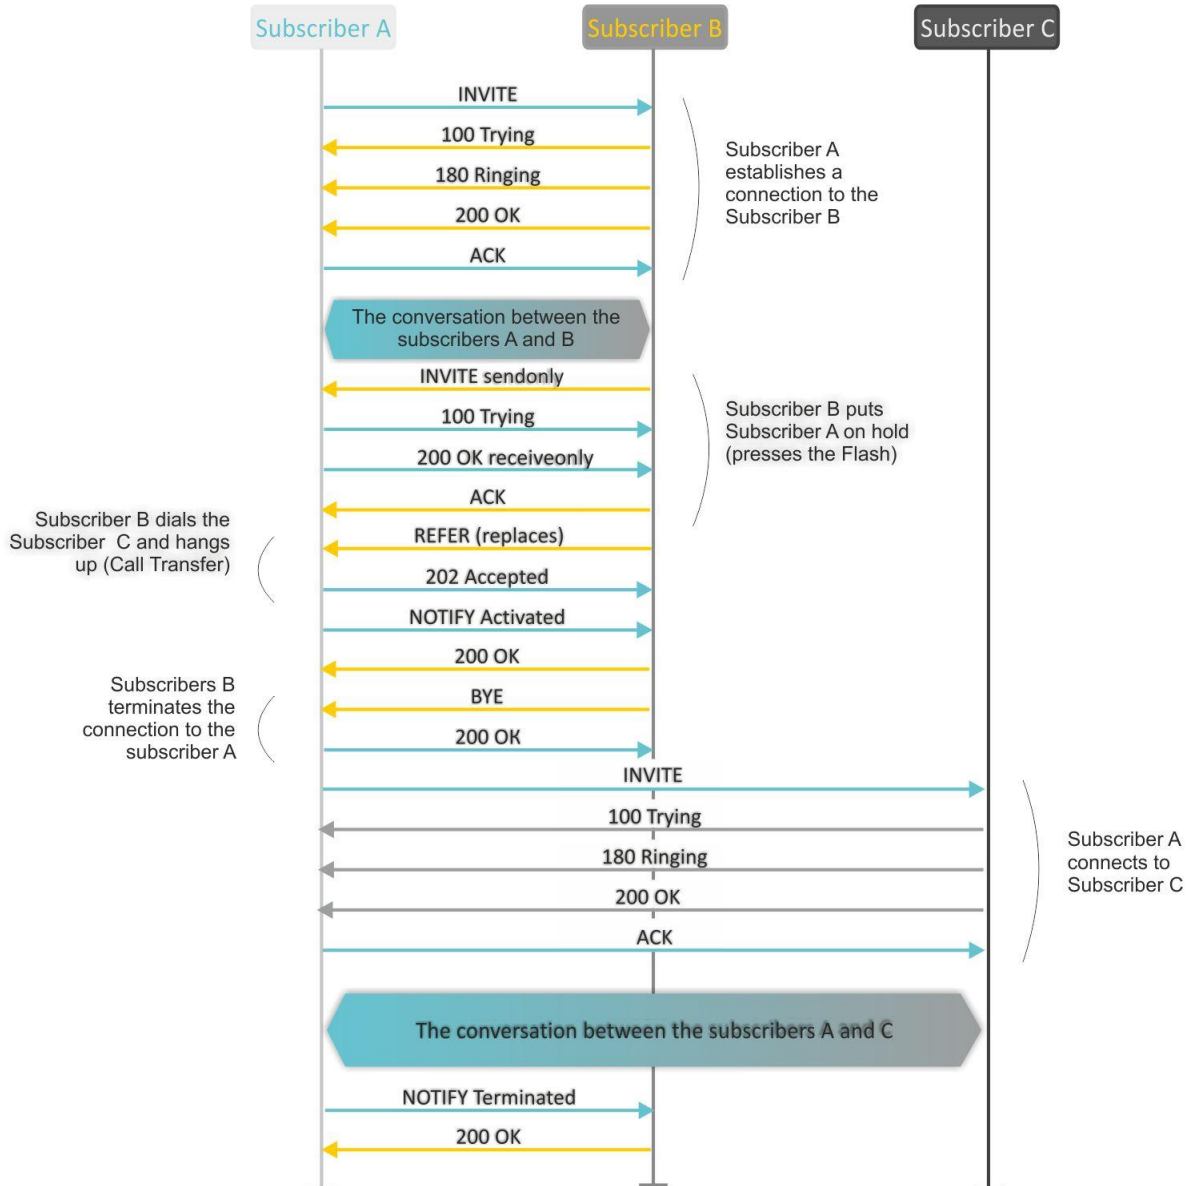 Subscriber A
Subscriber B
Subscriber C
INVITE
100 Trying
180 Ringing
200 OK
ACK
Subscriber A
establishes a
connection to the
Subscriber B
The conversation between the
subscribers A and B
INVITE sendonly
100 Trying
200 OK receiveonly
ACK
Subscriber B puts
Subscriber A on hold
(presses the Flash)
Subscriber B dials the
Subscriber C and hangs
up (Call Transfer)
REFER (replaces)
202 Accepted
NOTIFY Activated
200 OK
Subscribers B
terminates the
connection to the
subscriber A
BYE
200 OK
INVITE
100 Trying
180 Ringing
200 OK
ACK
Subscriber A
connects to
Subscriber C
The conversation between the subscribers A and C
NOTIFY Terminated
200 OK